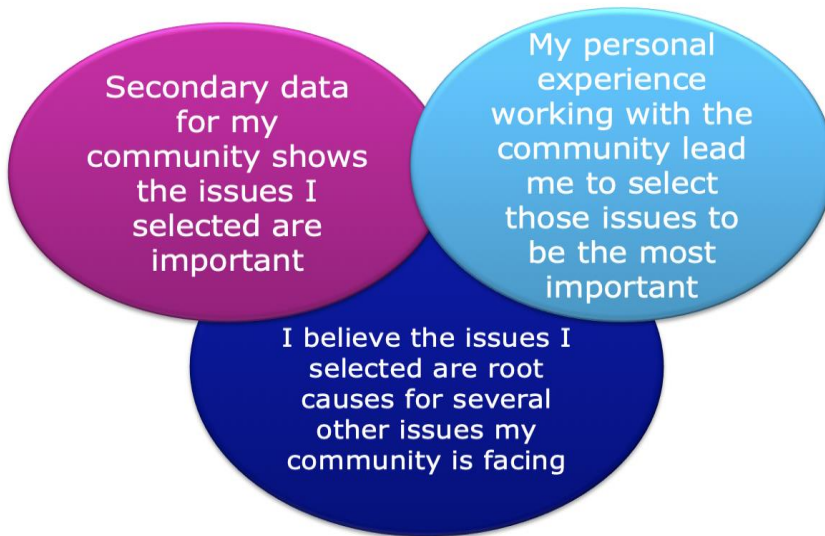 Secondary data
for my
community shows
the issues I
selected are
important
My personal
experience
working with the
community lead
me to select
those issues to
be the most
important
I believe the issues I
selected are root
causes for several
other issues my
community is facing